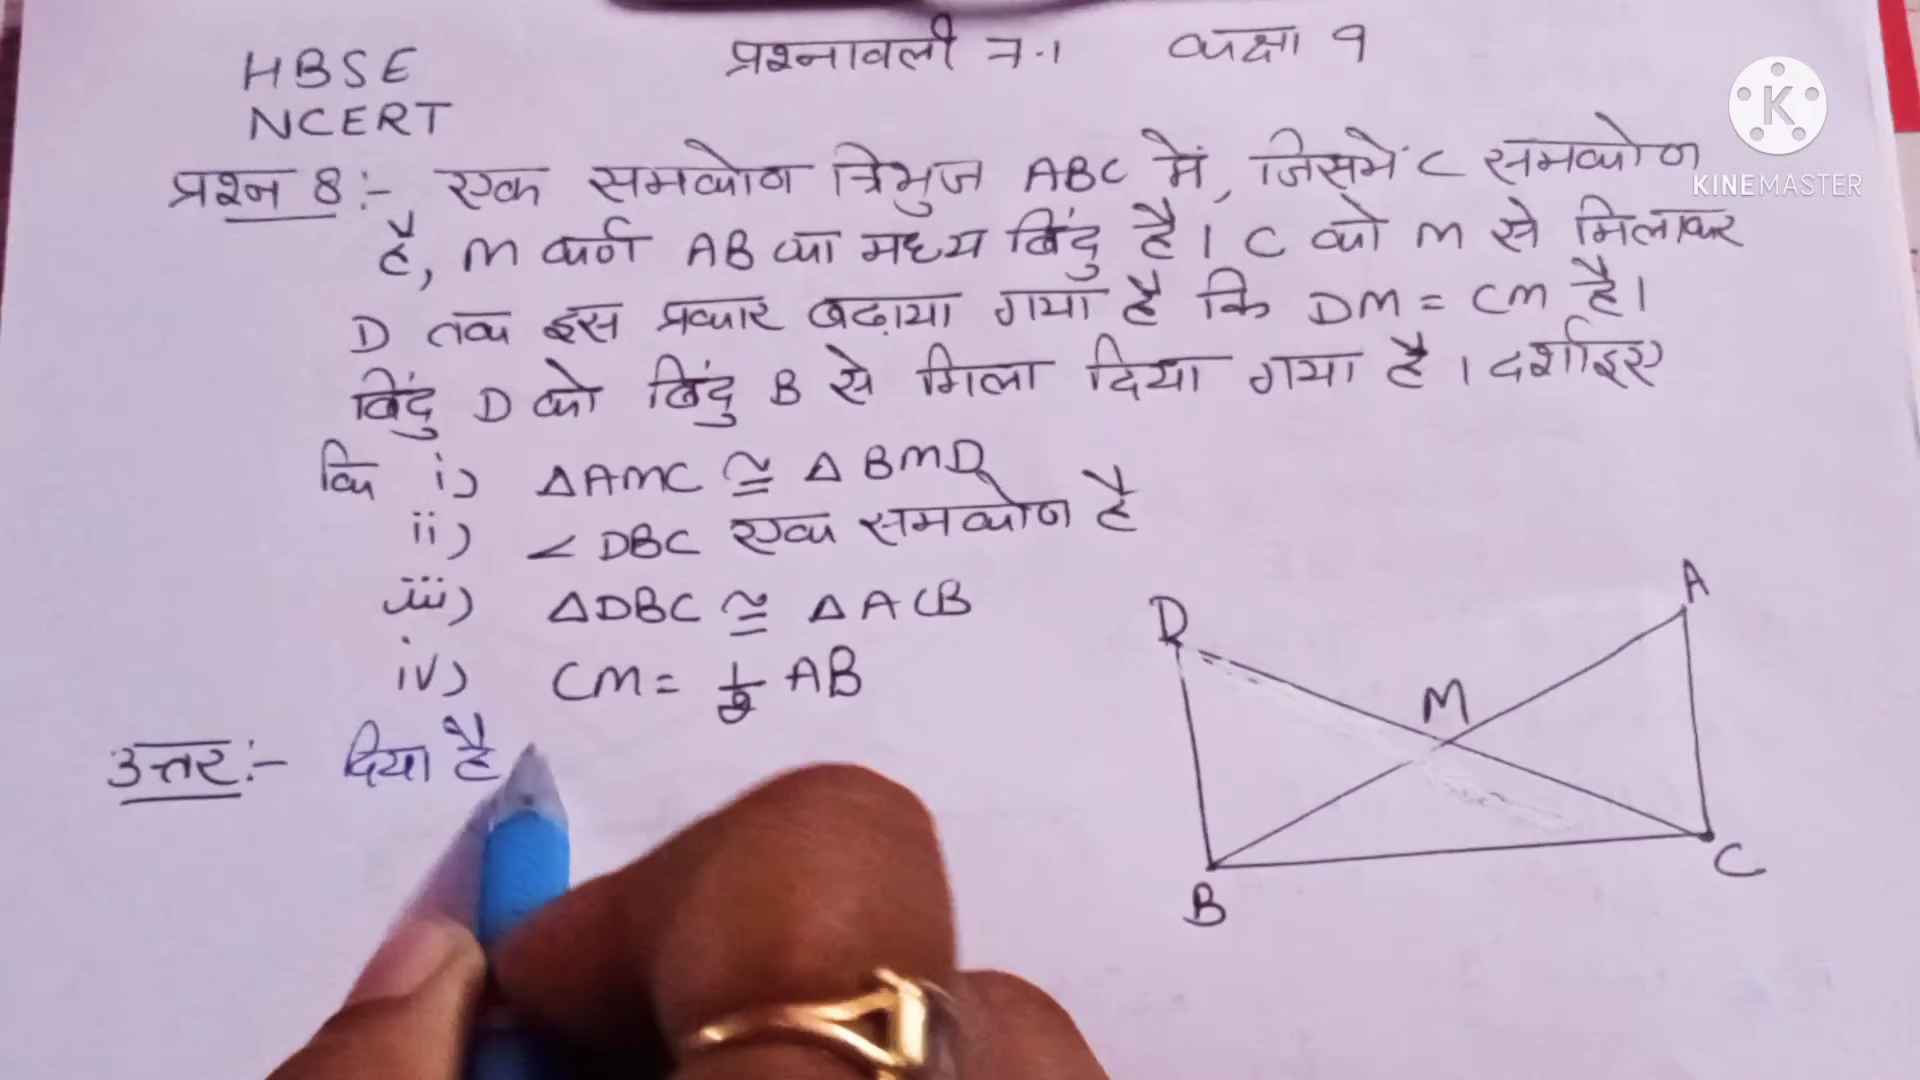 HBSE
NCERT
प्रश्नावली 7.1 कक्षा 9
K
KINEMASTER
प्रश्न 8:- एक समकोण त्रिभुज ABC में, जिसमें C समकोण
है, M कर्ण AB का मध्य बिंदु है। C को M से मिलाकर
D तक इस प्रकार बढ़ाया गया है कि DM = CM है।
बिंदु D को बिंदु B से मिला दिया गया है। दर्शाइए
कि i) ΔAMC ≅ ΔBMD
ii) ∠DBC एक समकोण है
iii) ΔDBC ≅ ΔACB
iv) CM = 1/2 AB
उत्तर:- दिया है
D
A
M
B
C